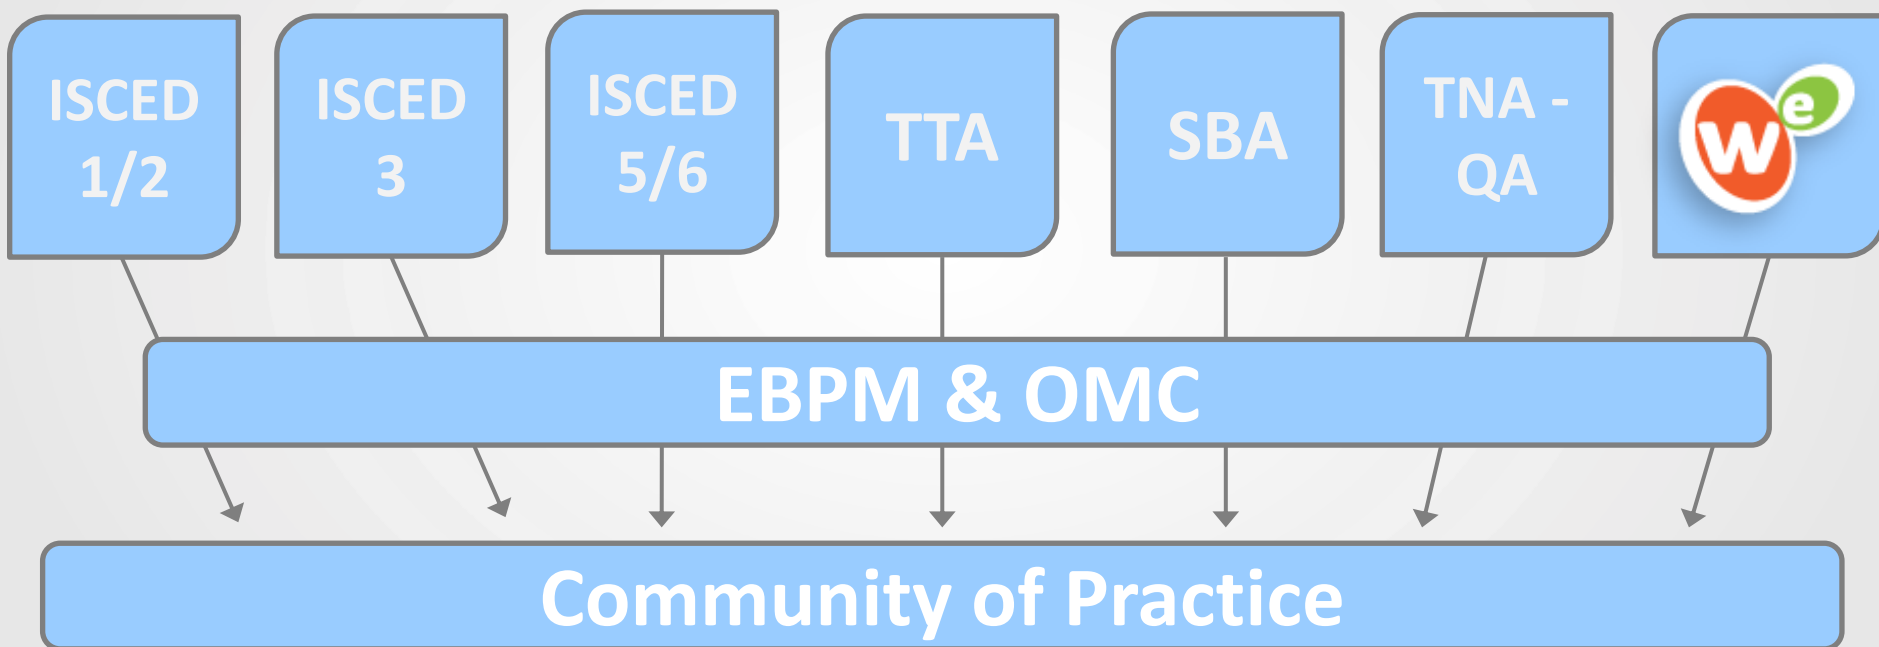 ISCED
1/2
ISCED
3
ISCED
5/6
TTA
SBA
TNA -
QA
We
EBPM & OMC
Community of Practice